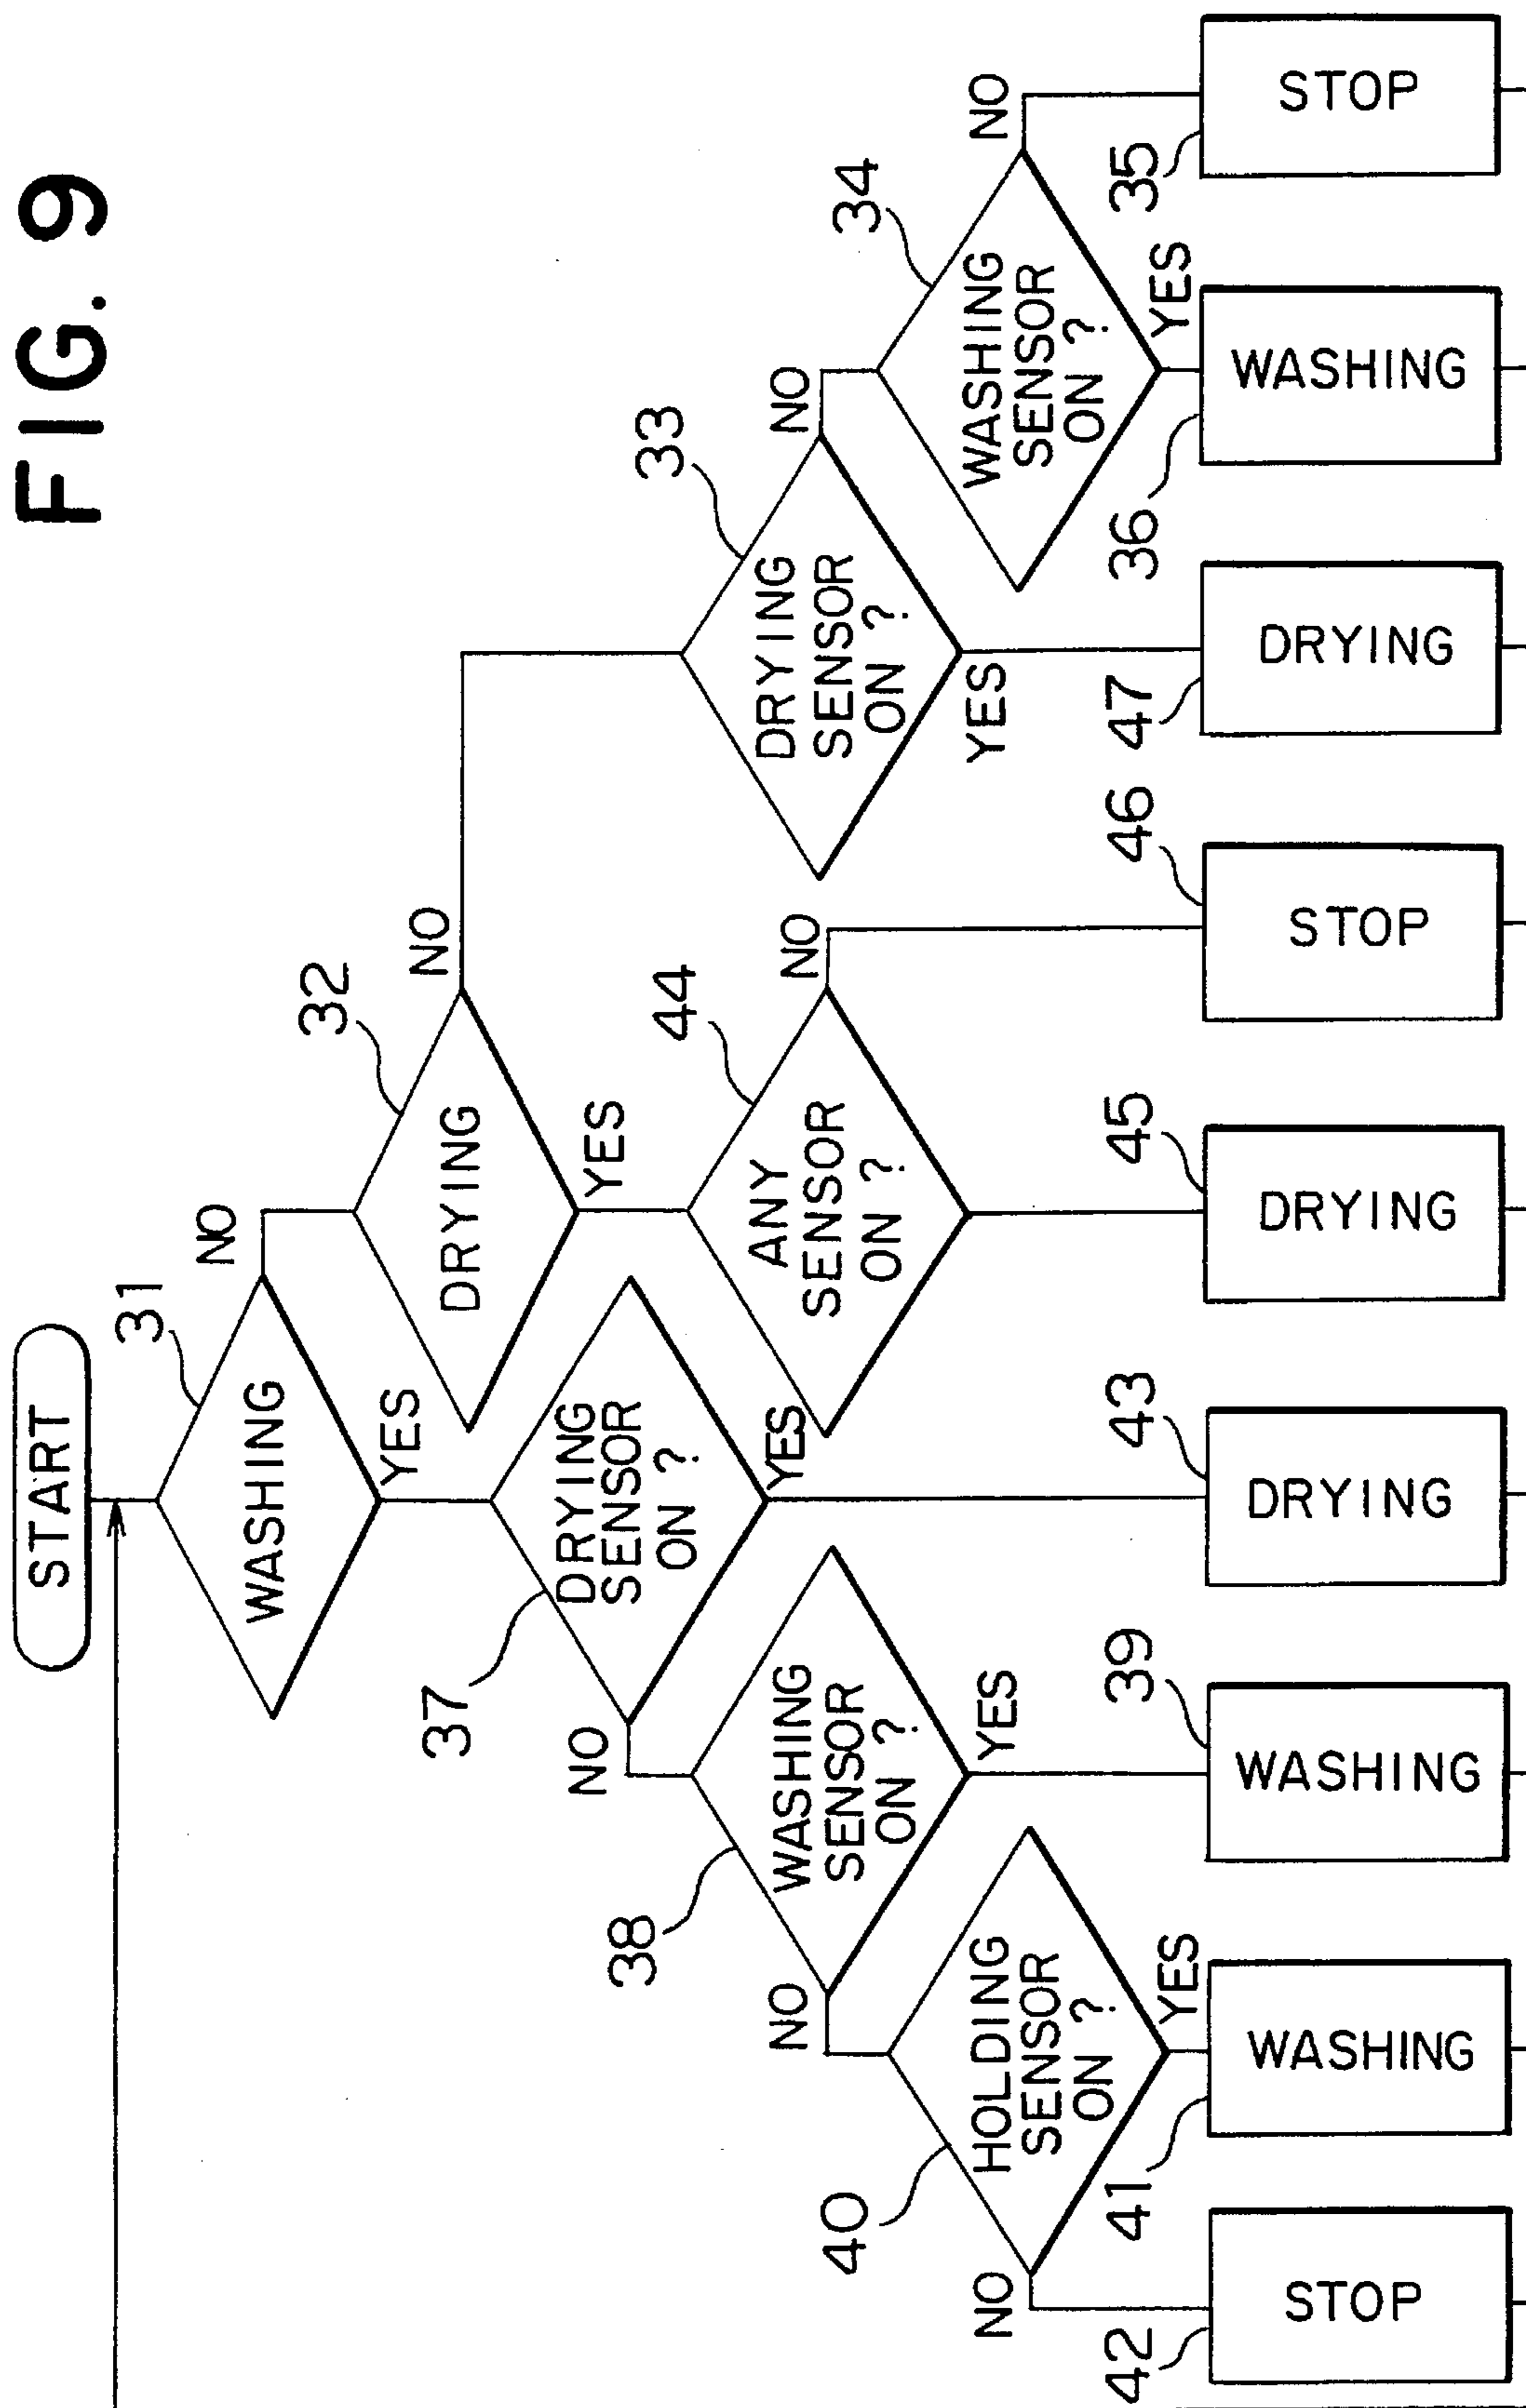 FIG. 9
START
31
WASHING
NO
YES
32
DRYING
NO
YES
37
DRYING
SENSOR
ON ?
NO
YES
44
ANY
SENSOR
ON ?
NO
33
DRYING
SENSOR
ON ?
NO
YES
38
WASHING
SENSOR
ON ?
NO
YES
34
WASHING
SENSOR
ON ?
NO
YES
40
HOLDING
SENSOR
ON ?
NO
YES
42
STOP
41
WASHING
39
WASHING
43
DRYING
45
DRYING
46
STOP
47
DRYING
36
WASHING
35
STOP